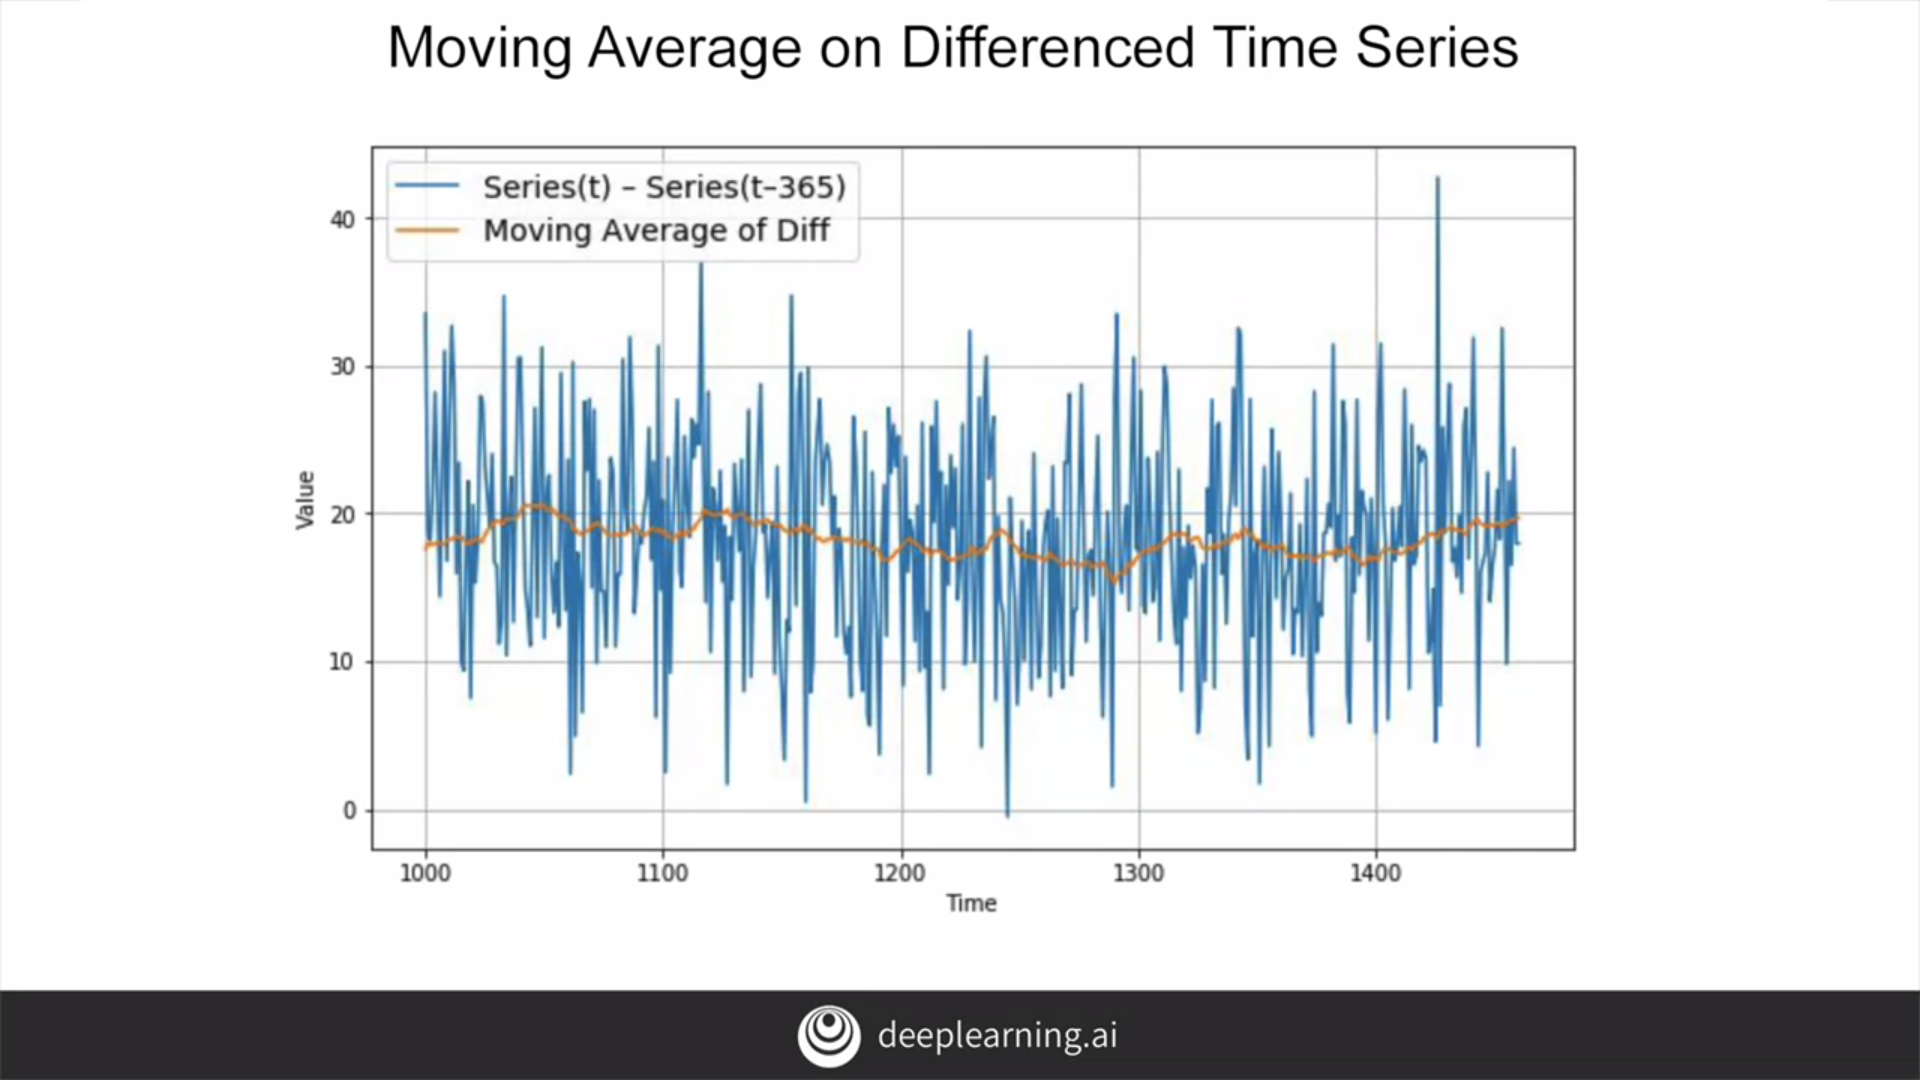 Moving Average on Differenced Time Series
Series(t) – Series(t–365)
Moving Average of Diff
40
30
20
10
0
Value
1000 1100 1200 1300 1400
Time
deeplearning.ai